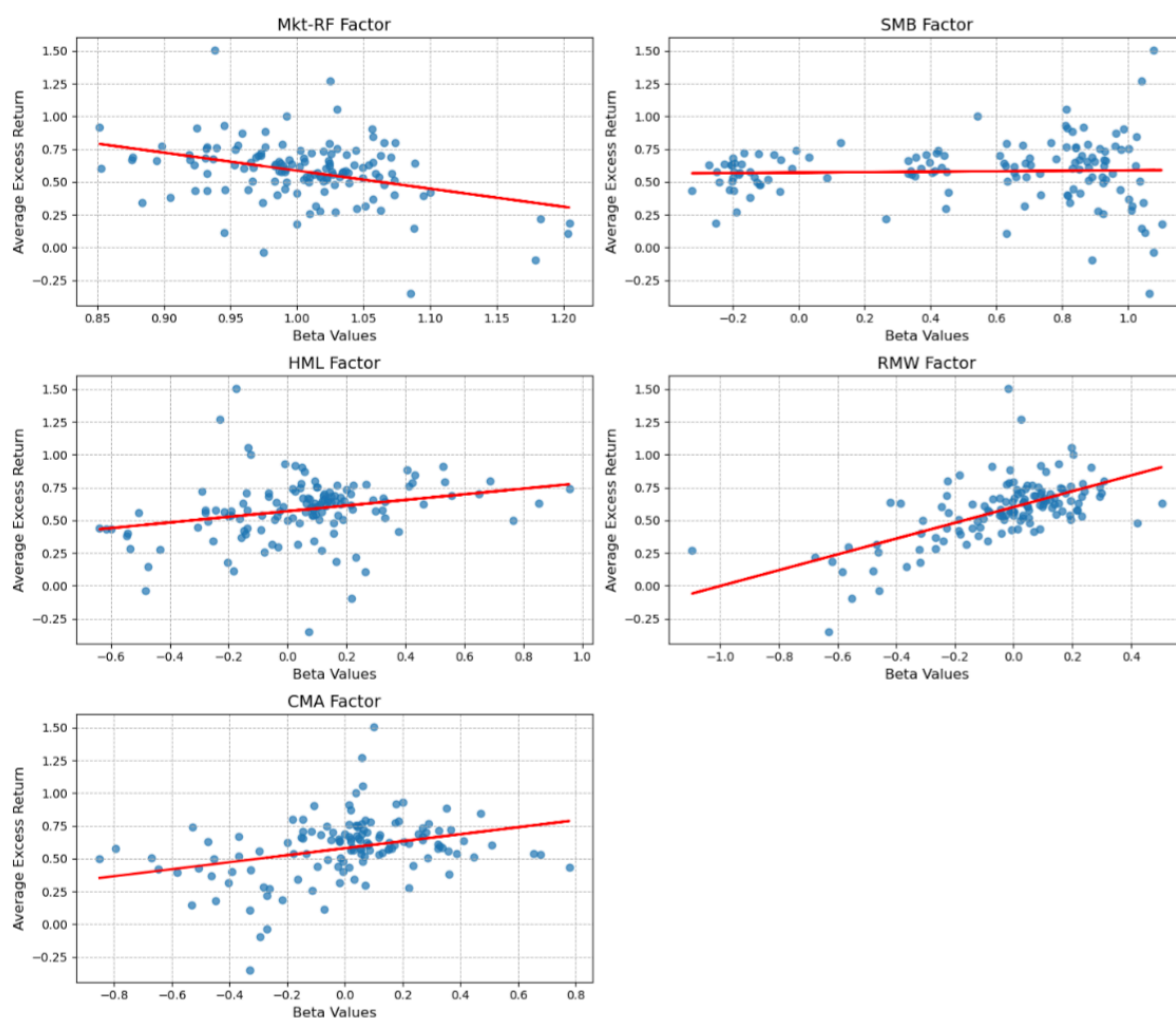 Mkt-RF Factor
Average Excess Return
1.50
1.25
1.00
0.75
0.50
0.25
0.00
−0.25
0.85 0.90 0.95 1.00 1.05 1.10 1.15 1.20
Beta Values
SMB Factor
Average Excess Return
1.50
1.25
1.00
0.75
0.50
0.25
0.00
−0.25
−0.2 0.0 0.2 0.4 0.6 0.8 1.0
Beta Values
HML Factor
Average Excess Return
1.50
1.25
1.00
0.75
0.50
0.25
0.00
−0.25
−0.6 −0.4 −0.2 0.0 0.2 0.4 0.6 0.8 1.0
Beta Values
RMW Factor
Average Excess Return
1.50
1.25
1.00
0.75
0.50
0.25
0.00
−0.25
−1.0 −0.8 −0.6 −0.4 −0.2 0.0 0.2 0.4
Beta Values
CMA Factor
Average Excess Return
1.50
1.25
1.00
0.75
0.50
0.25
0.00
−0.25
−0.8 −0.6 −0.4 −0.2 0.0 0.2 0.4 0.6 0.8
Beta Values